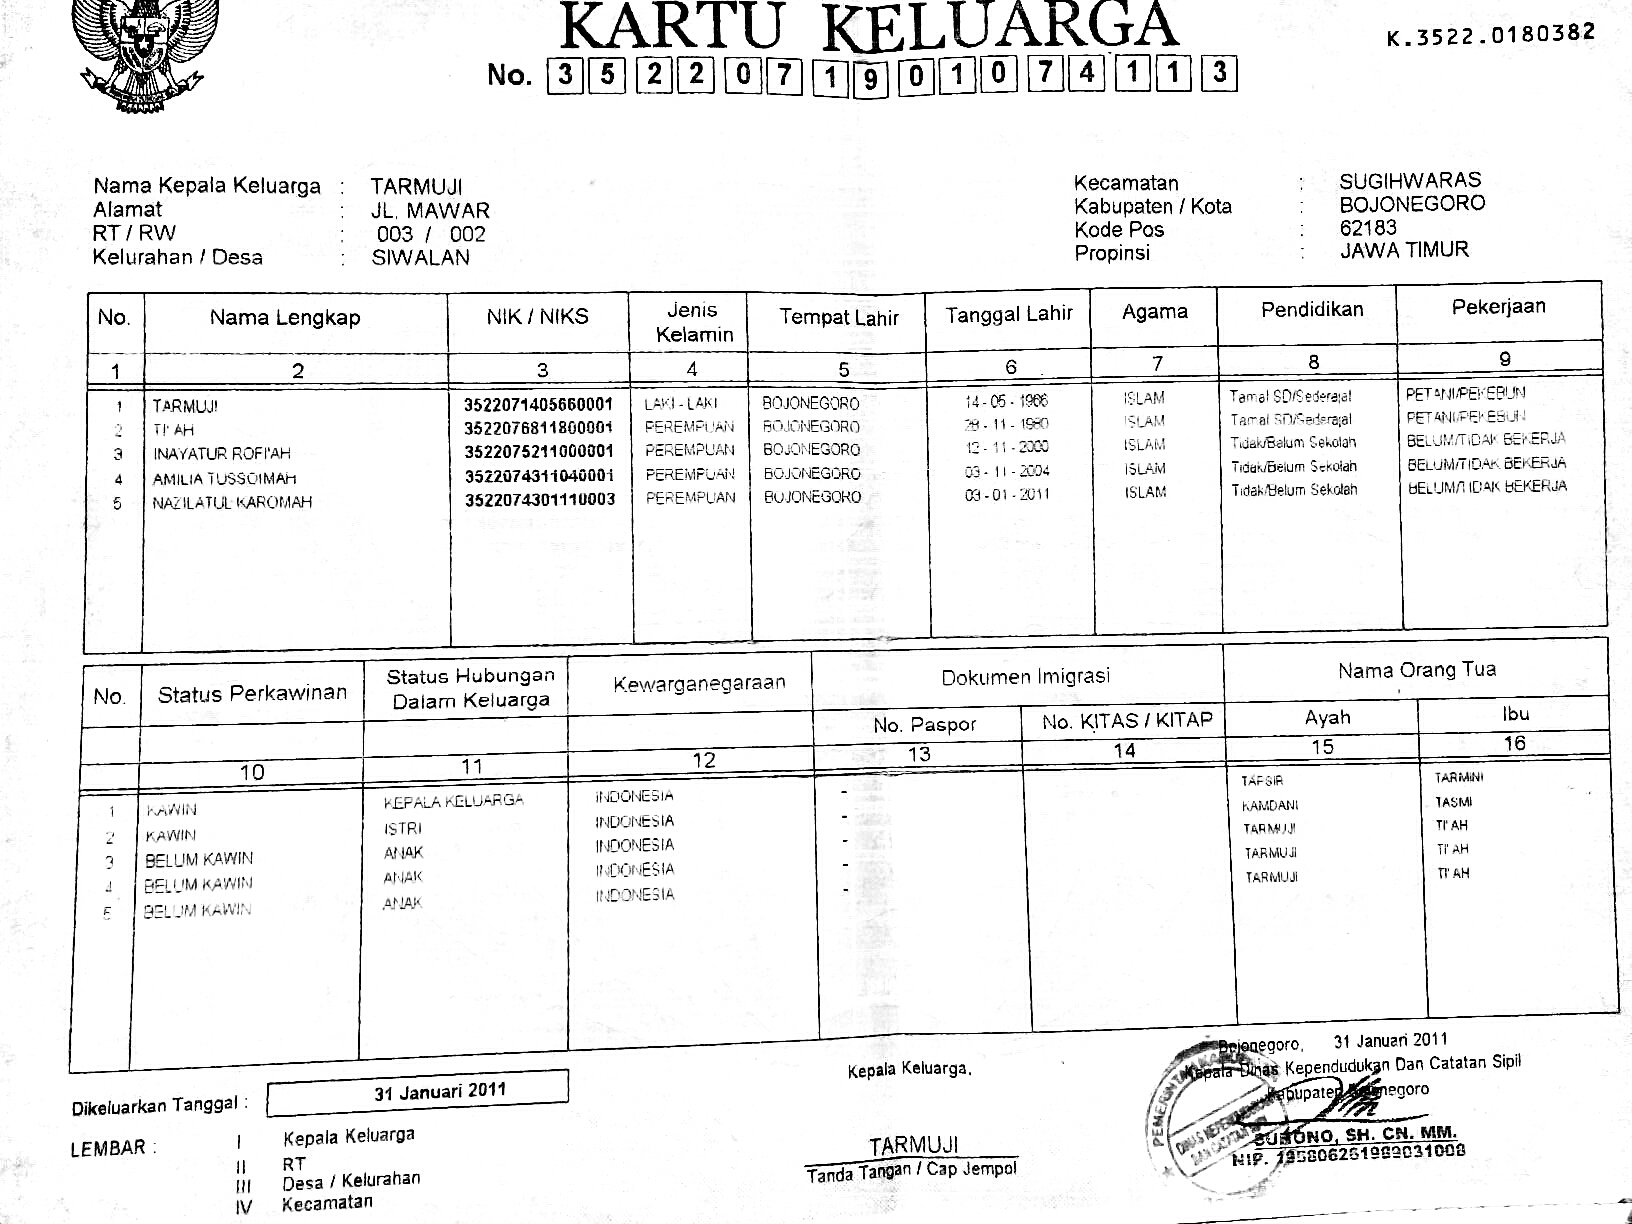 KARTU KELUARGA
K.3522.0180382
No. 3522071901074113
Nama Kepala Keluarga : TARMUJI
Alamat : JL. MAWAR
RT / RW : 003 / 002
Kelurahan / Desa : SIWALAN
Kecamatan : SUGIHWARAS
Kabupaten / Kota : BOJONEGORO
Kode Pos : 62183
Propinsi : JAWA TIMUR
No. Nama Lengkap NIK / NIKS Jenis Kelamin Tempat Lahir Tanggal Lahir Agama Pendidikan Pekerjaan
1 2 3 4 5 6 7 8 9
1 TARMUJI 3522071405660001 LAKI - LAKI BOJONEGORO 14 - 05 - 1966 ISLAM Tamat SD/Sederajat PETANI/PEKEBUN
2 TI' AH 3522076811800001 PEREMPUAN BOJONEGORO 28 - 11 - 1980 ISLAM Tamat SD/Sederajat PETANI/PEKEBUN
3 INAYATUR ROFI'AH 3522075211000001 PEREMPUAN BOJONEGORO 12 - 11 - 2000 ISLAM Tidak/Belum Sekolah BELUM/TIDAK BEKERJA
4 AMILIA TUSSOIMAH 3522074311040001 PEREMPUAN BOJONEGORO 03 - 11 - 2004 ISLAM Tidak/Belum Sekolah BELUM/TIDAK BEKERJA
5 NAZILATUL KAROMAH 3522074301110003 PEREMPUAN BOJONEGORO 03 - 01 - 2011 ISLAM Tidak/Belum Sekolah BELUM/TIDAK BEKERJA
No. Status Perkawinan Status Hubungan Dalam Keluarga Kewarganegaraan Dokumen Imigrasi Nama Orang Tua
No. Paspor No. KITAS / KITAP Ayah Ibu
10 11 12 13 14 15 16
1 KAWIN KEPALA KELUARGA INDONESIA - TAFSIR TARMINI
2 KAWIN ISTRI INDONESIA - KAMDANI TASMI
3 BELUM KAWIN ANAK INDONESIA - TARMUJI TI' AH
4 BELUM KAWIN ANAK INDONESIA - TARMUJI TI' AH
5 BELUM KAWIN ANAK INDONESIA - TARMUJI TI' AH
Dikeluarkan Tanggal : 31 Januari 2011
LEMBAR : I Kepala Keluarga
II RT
III Desa / Kelurahan
IV Kecamatan
Kepala Keluarga,
TARMUJI
Tanda Tangan / Cap Jempol
Bojonegoro, 31 Januari 2011
Kepala Dinas Kependudukan Dan Catatan Sipil
Kabupaten Bojonegoro
SH. CN. MM.
NIP.